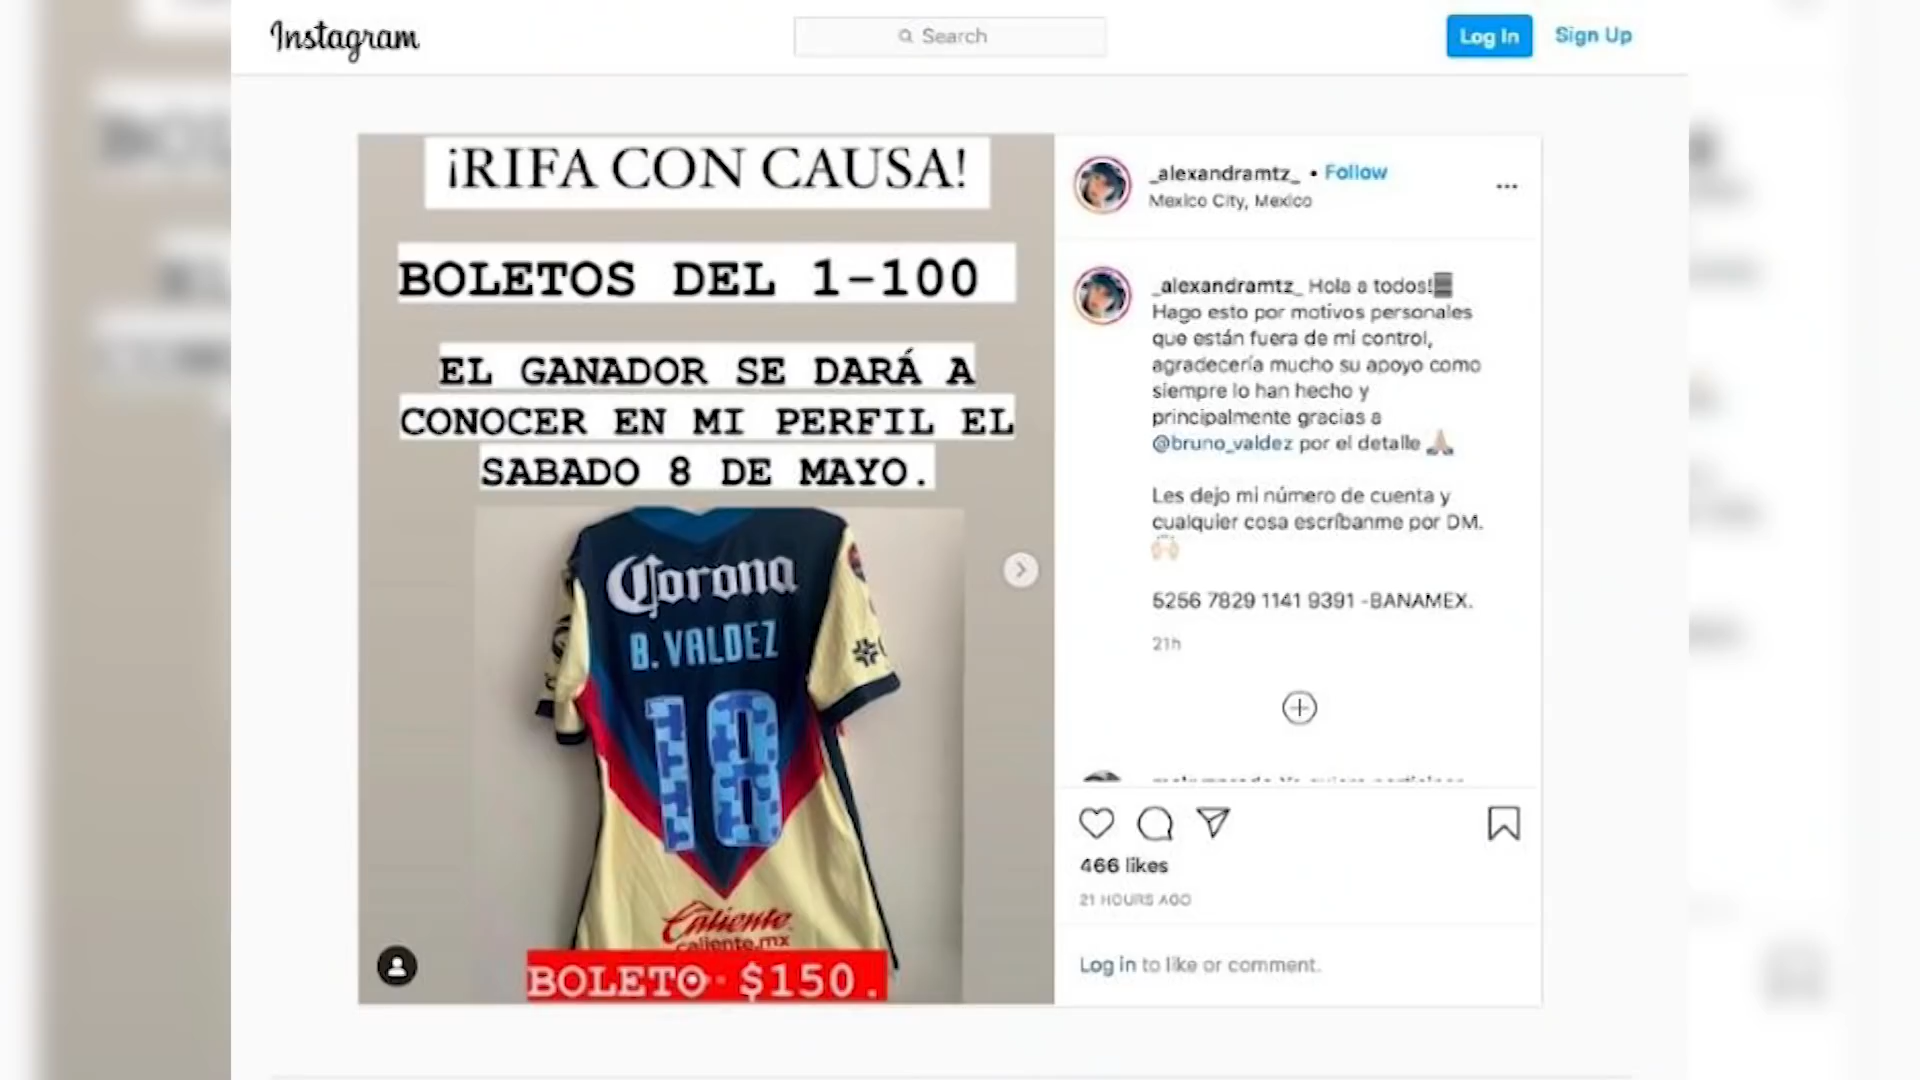 Instagram
Search
Log In
Sign Up
¡RIFA CON CAUSA!
BOLETOS DEL 1-100
EL GANADOR SE DARÁ A
CONOCER EN MI PERFIL EL
SABADO 8 DE MAYO.
Corona
B. VALDEZ
18
Caliente
caliente.mx
BOLETO $150.
_alexandramtz_ • Follow
Mexico City, Mexico
_alexandramtz_ Hola a todos!
Hago esto por motivos personales
que están fuera de mi control,
agradecería mucho su apoyo como
siempre lo han hecho y
principalmente gracias a
@bruno_valdez por el detalle 🙏🏻
Les dejo mi número de cuenta y
cualquier cosa escríbanme por DM.
🙌🏻
5256 7829 1141 9391 -BANAMEX.
21h
466 likes
21 HOURS AGO
Log in to like or comment.